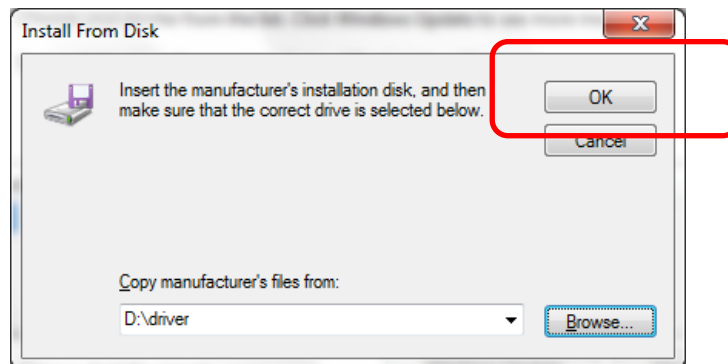 Install From Disk
Insert the manufacturer's installation disk, and then
make sure that the correct drive is selected below.
OK
Cancel
Copy manufacturer's files from:
D:\driver
Browse...